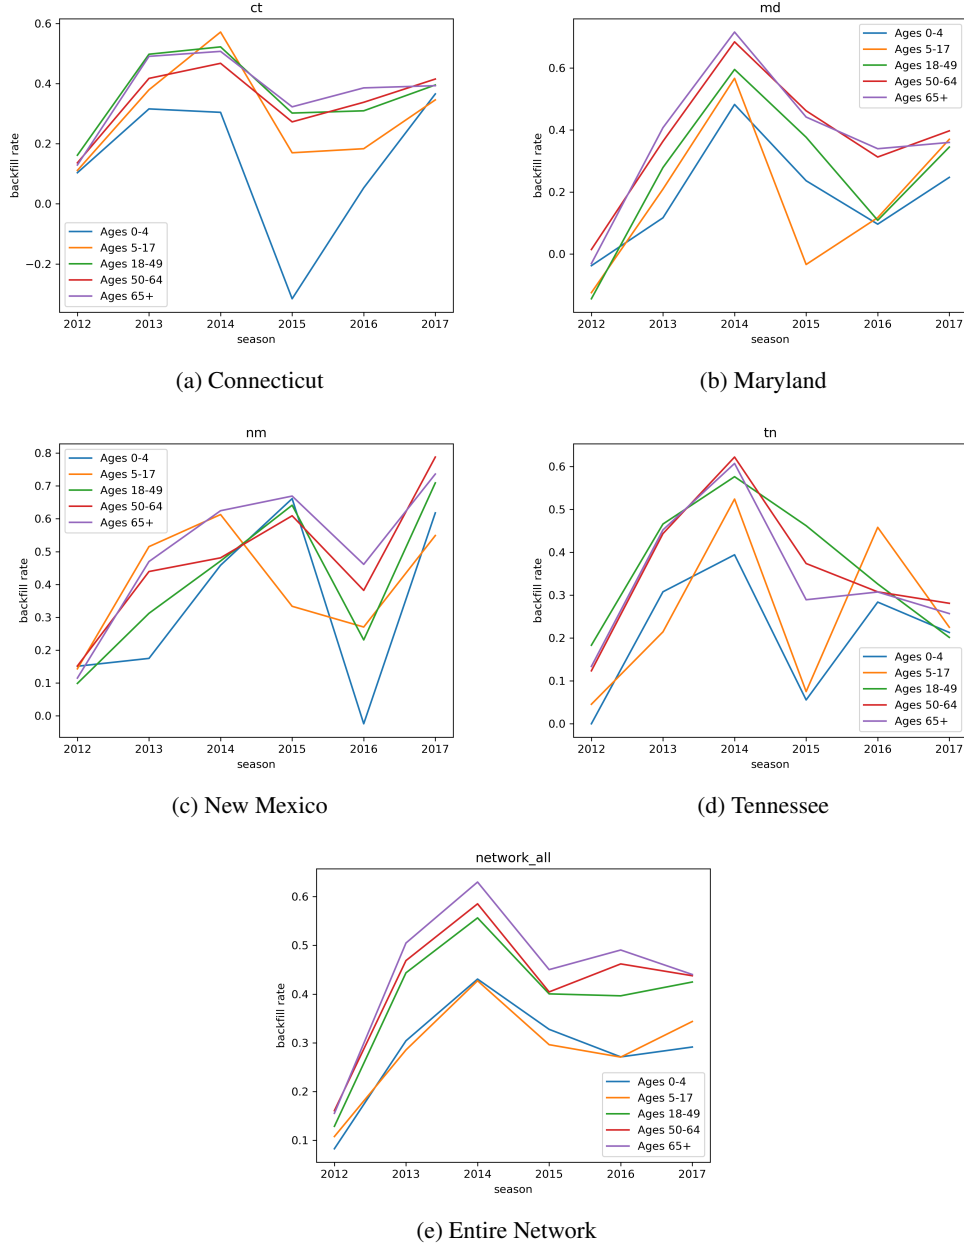 ct
0.6
0.4
0.2
0.0
−0.2
backfill rate
Ages 0-4
Ages 5-17
Ages 18-49
Ages 50-64
Ages 65+
2012 2013 2014 2015 2016 2017
season
(a) Connecticut
md
0.6
0.4
0.2
0.0
backfill rate
Ages 0-4
Ages 5-17
Ages 18-49
Ages 50-64
Ages 65+
2012 2013 2014 2015 2016 2017
season
(b) Maryland
nm
0.8
0.7
0.6
0.5
0.4
0.3
0.2
0.1
0.0
backfill rate
Ages 0-4
Ages 5-17
Ages 18-49
Ages 50-64
Ages 65+
2012 2013 2014 2015 2016 2017
season
(c) New Mexico
tn
0.6
0.5
0.4
0.3
0.2
0.1
0.0
backfill rate
Ages 0-4
Ages 5-17
Ages 18-49
Ages 50-64
Ages 65+
2012 2013 2014 2015 2016 2017
season
(d) Tennessee
network_all
0.6
0.5
0.4
0.3
0.2
0.1
backfill rate
Ages 0-4
Ages 5-17
Ages 18-49
Ages 50-64
Ages 65+
2012 2013 2014 2015 2016 2017
season
(e) Entire Network